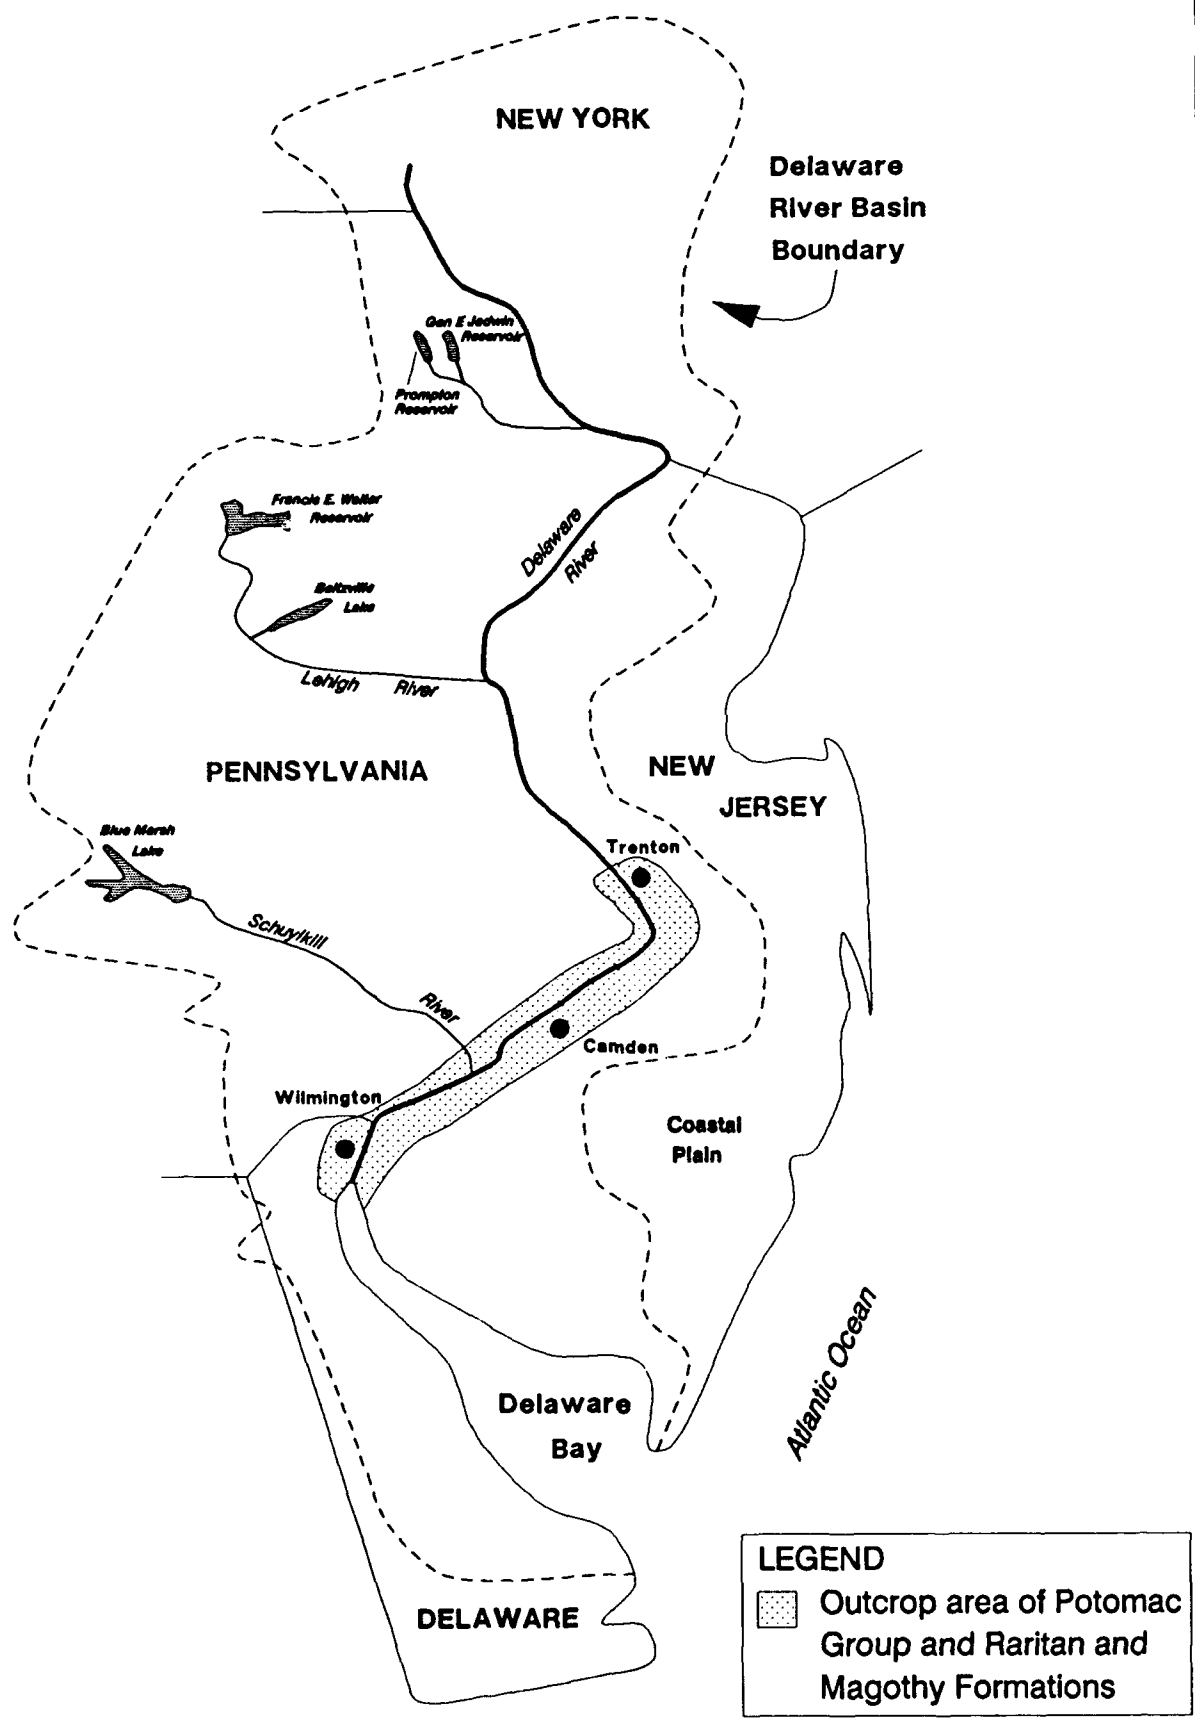 NEW YORK
Delaware
River Basin
Boundary
Gen E Jadwin
Reservoir
Prompton
Reservoir
Francis E. Walter
Reservoir
Delaware
River
Beltzville
Lake
Lehigh River
PENNSYLVANIA
NEW
JERSEY
Blue Marsh
Lake
Trenton
Schuylkill
River
Camden
Wilmington
Coastal
Plain
Atlantic Ocean
Delaware
Bay
DELAWARE
LEGEND
Outcrop area of Potomac
Group and Raritan and
Magothy Formations